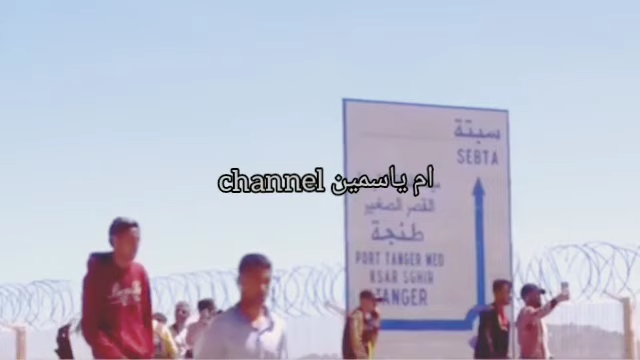 سبتة
SEBTA
ام ياسمين channel
القصر الصغير
طنجة
PORT TANGER MED
KSAR SGHIR
TANGER